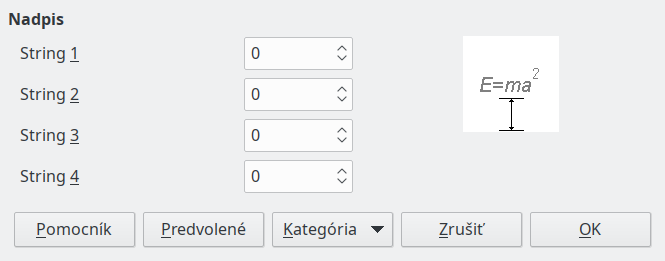 Nadpis
String 1 0
String 2 0
E=ma²
String 3 0
String 4 0
Pomocník Predvolené Kategória Zrušiť OK